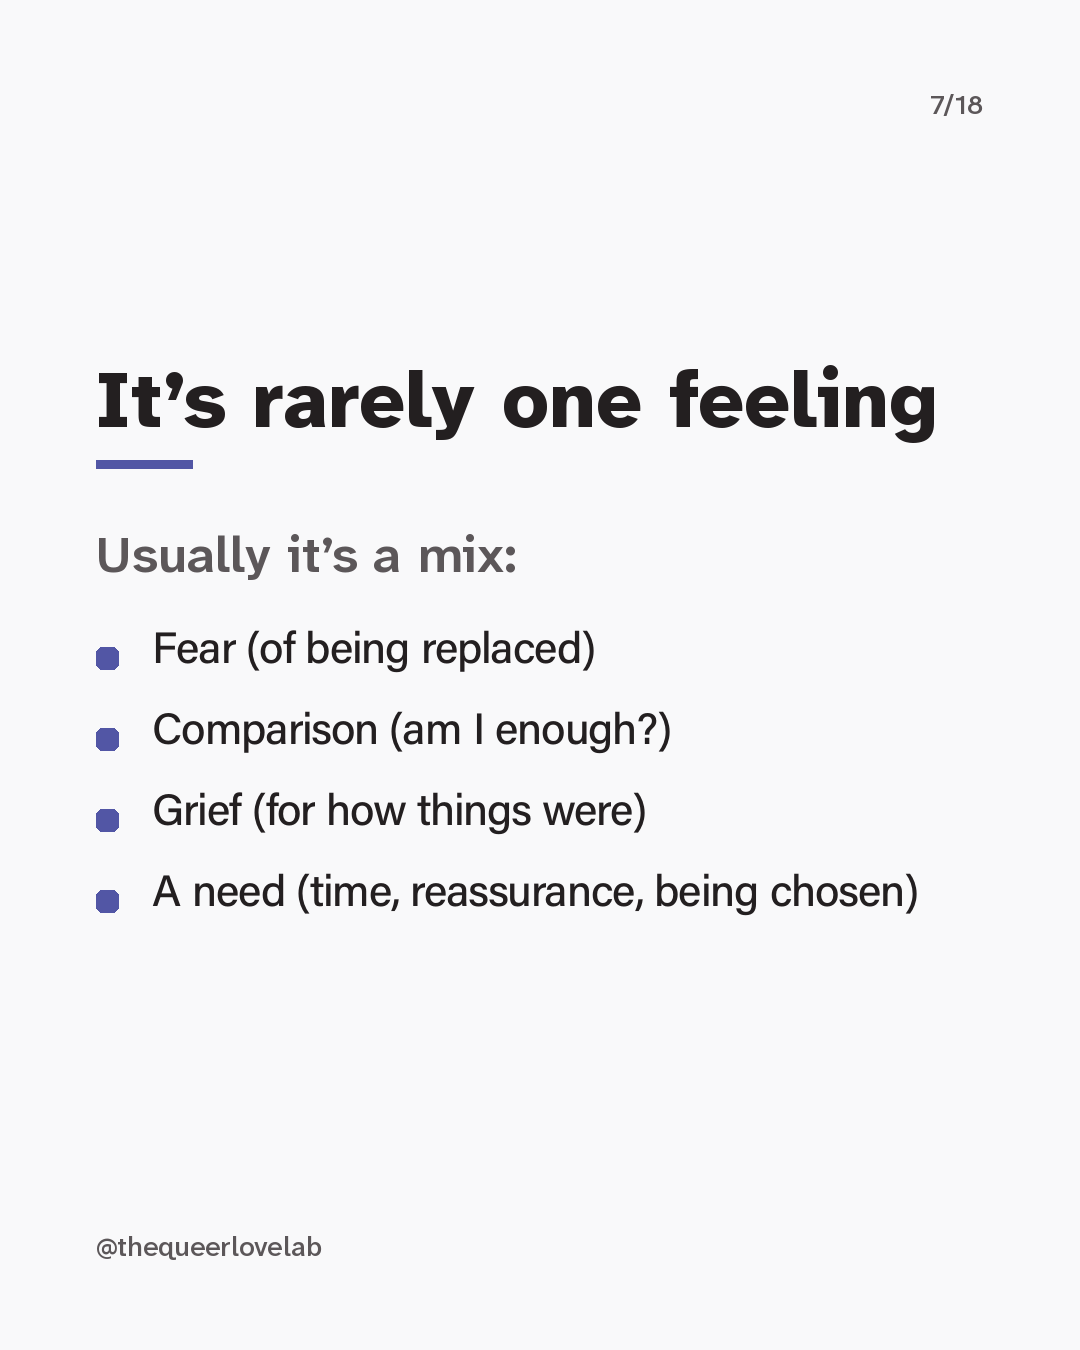 7/18
It’s rarely one feeling
Usually it’s a mix:
Fear (of being replaced)
Comparison (am I enough?)
Grief (for how things were)
A need (time, reassurance, being chosen)
@thequeerlovelab